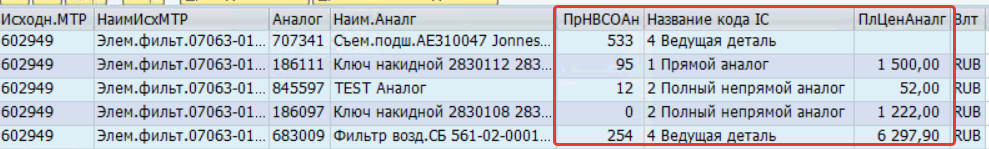 Исходн.МТР НаимИсхМТР Аналог Наим.Аналг ПрНВСОАн Название кода IC ПлЦенАналг Влт
602949 Элем.фильт.07063-01... 707341 Съем.подш.АЕ310047 Jonnes... 533 4 Ведущая деталь
602949 Элем.фильт.07063-01... 186111 Ключ накидной 2830112 283... 95 1 Прямой аналог 1 500,00 RUB
602949 Элем.фильт.07063-01... 845597 TEST Аналог 12 2 Полный непрямой аналог 52,00 RUB
602949 Элем.фильт.07063-01... 186097 Ключ накидной 2830108 283... 0 2 Полный непрямой аналог 1 222,00 RUB
602949 Элем.фильт.07063-01... 683009 Фильтр возд.СБ 561-02-0001... 254 4 Ведущая деталь 6 297,90 RUB